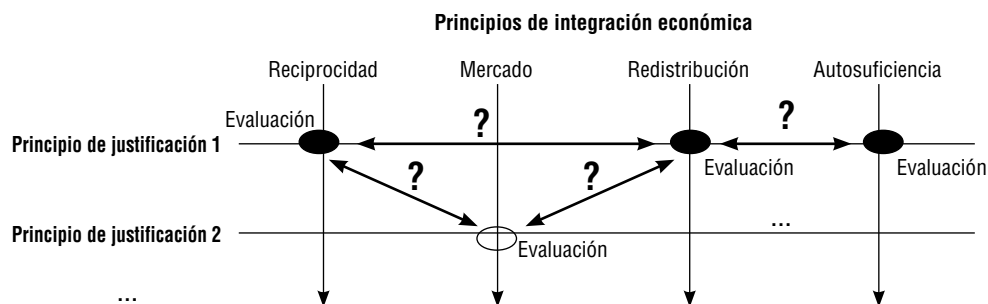 Principios de integración económica
Reciprocidad Mercado Redistribución Autosuficiencia
Evaluación ? ?
Principio de justificación 1
Evaluación Evaluación
? ?
...
Principio de justificación 2
Evaluación
...